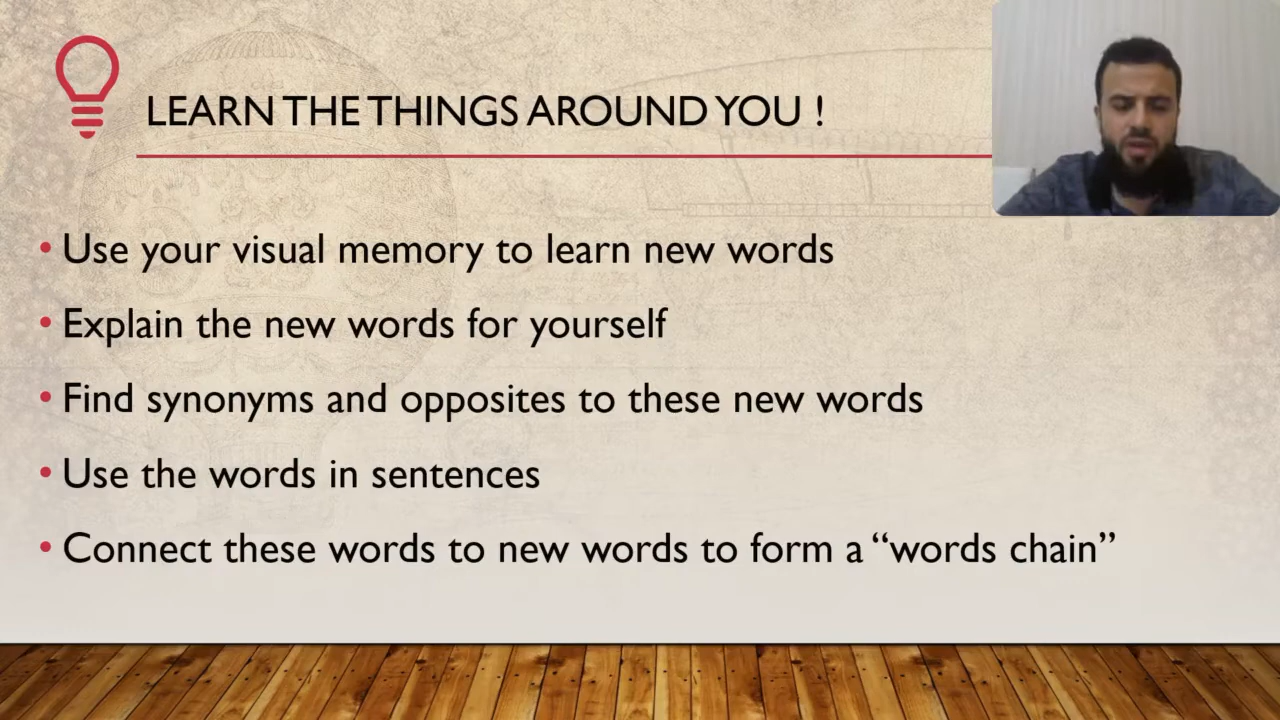 LEARN THE THINGS AROUND YOU !
• Use your visual memory to learn new words
• Explain the new words for yourself
• Find synonyms and opposites to these new words
• Use the words in sentences
• Connect these words to new words to form a “words chain”